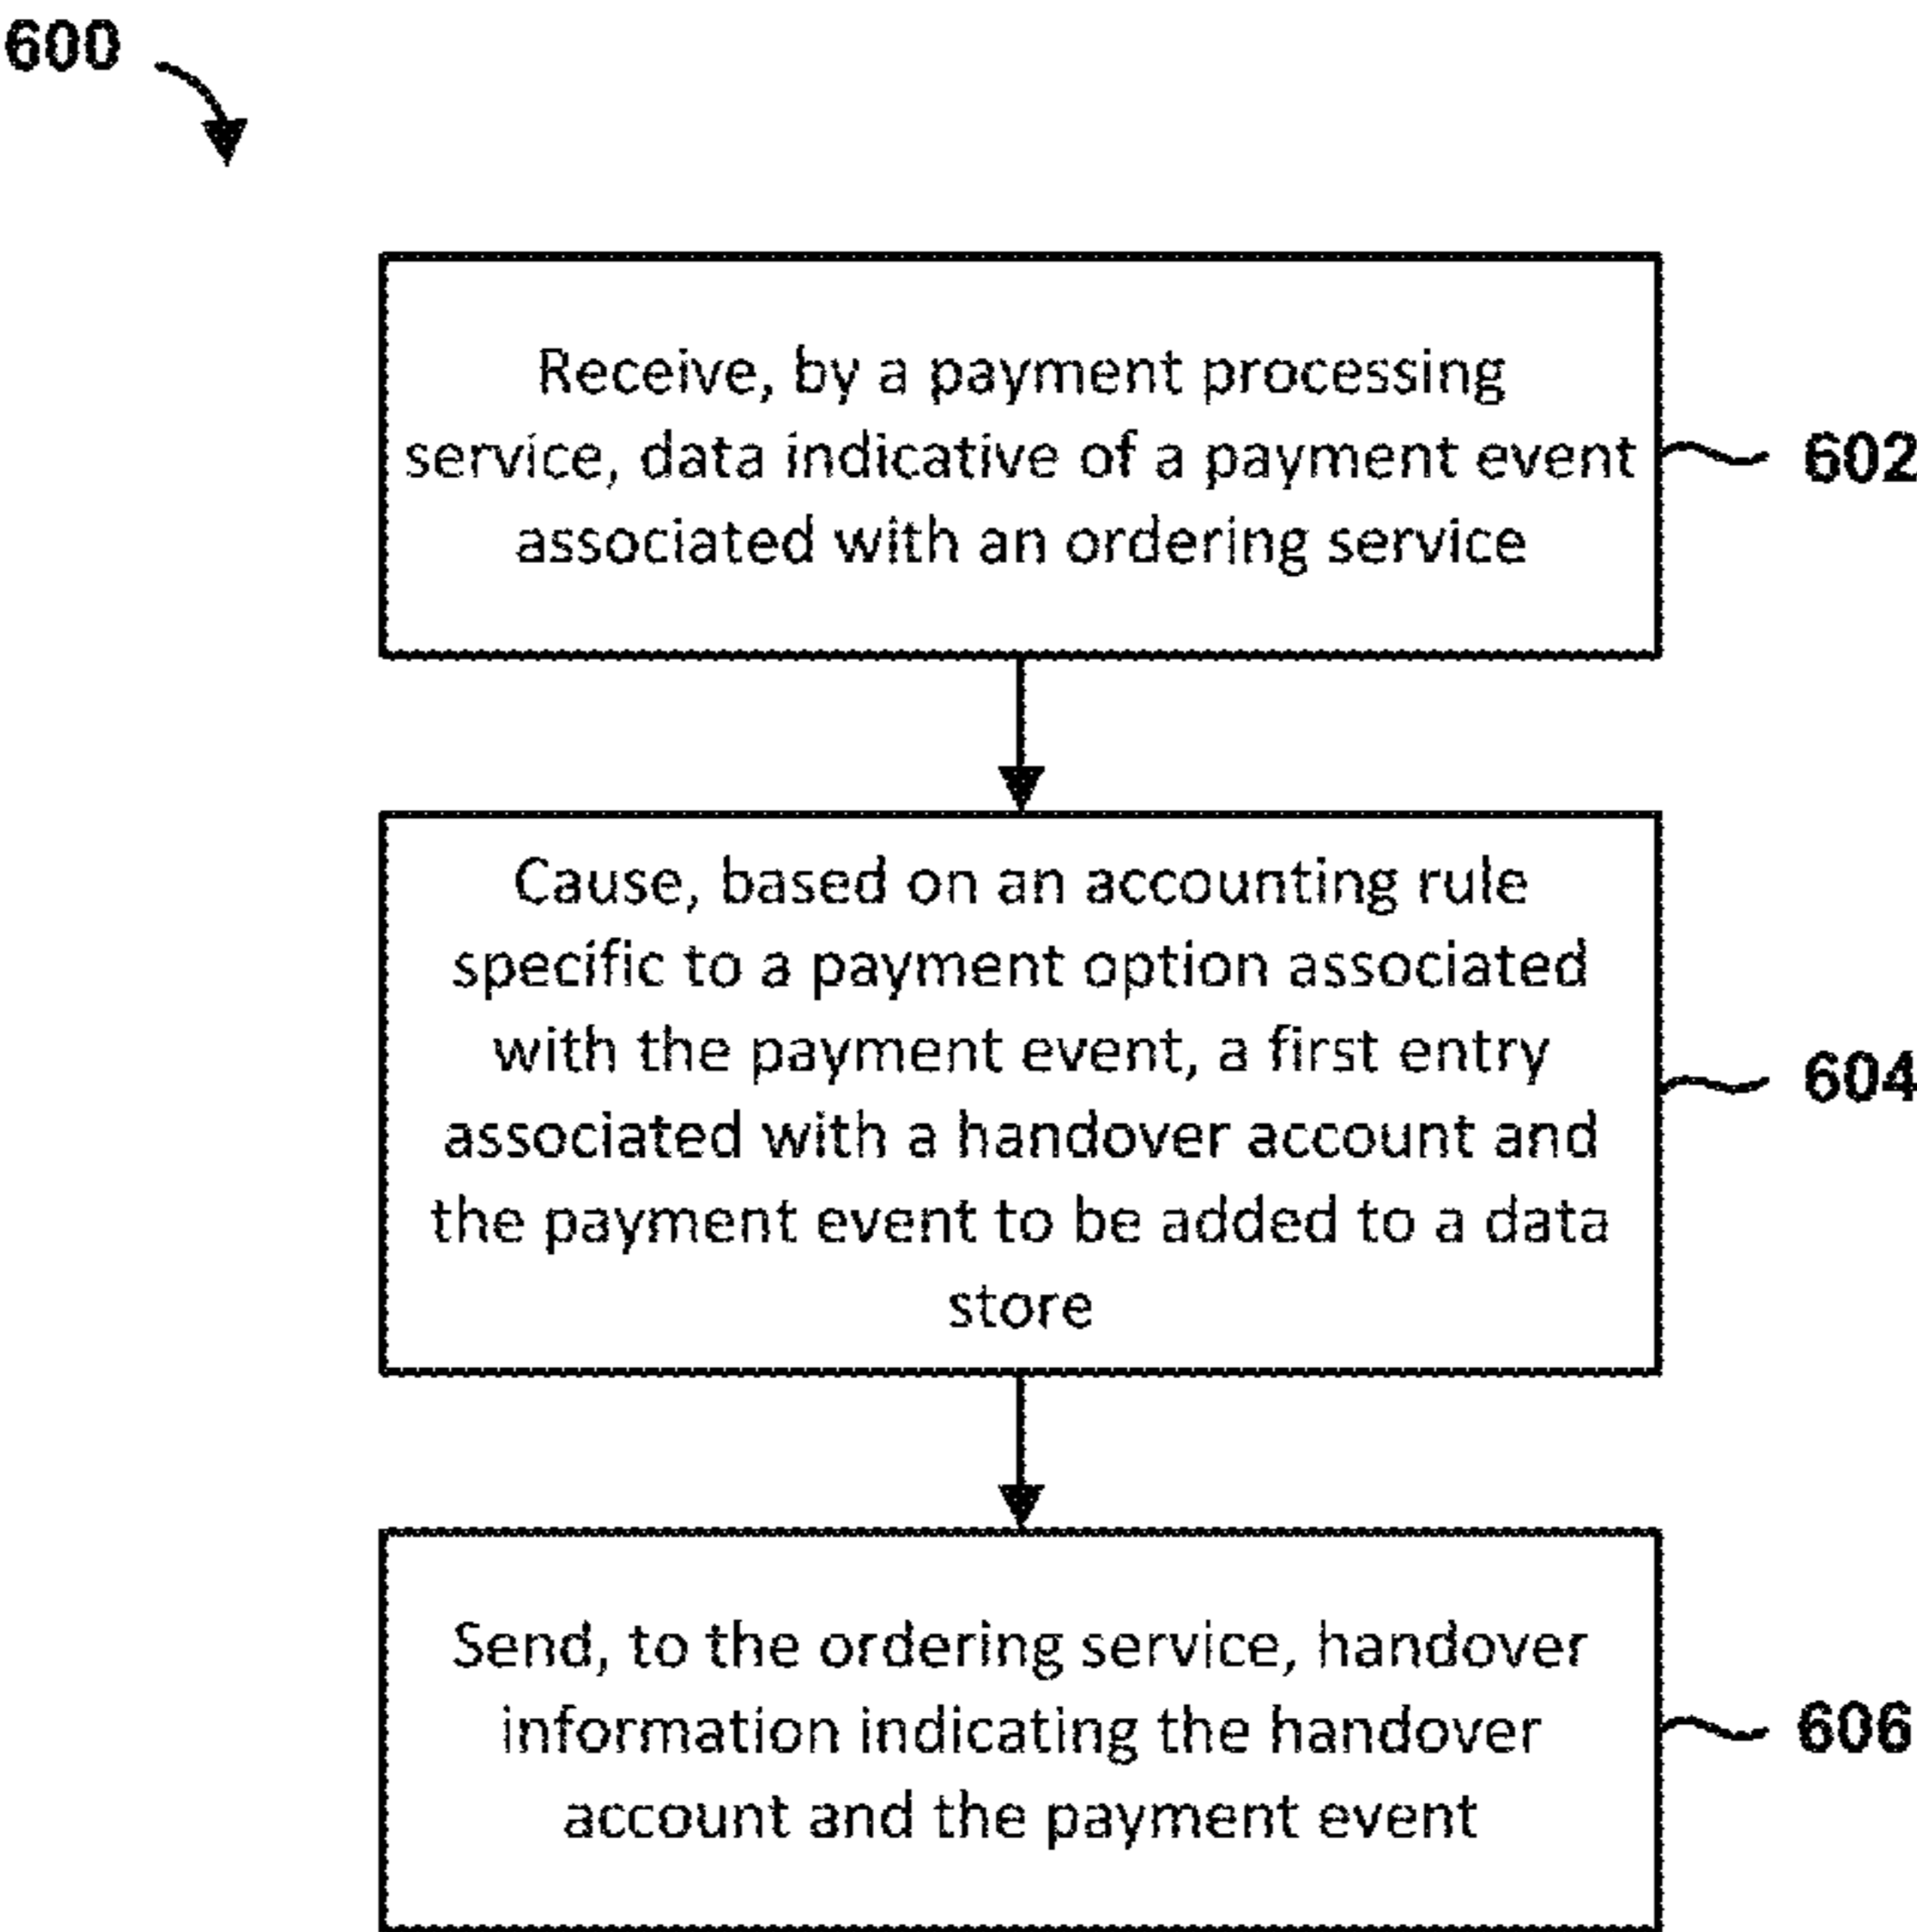 600
Receive, by a payment processing
service, data indicative of a payment event
associated with an ordering service
602
Cause, based on an accounting rule
specific to a payment option associated
with the payment event, a first entry
associated with a handover account and
the payment event to be added to a data
store
604
Send, to the ordering service, handover
information indicating the handover
account and the payment event
606